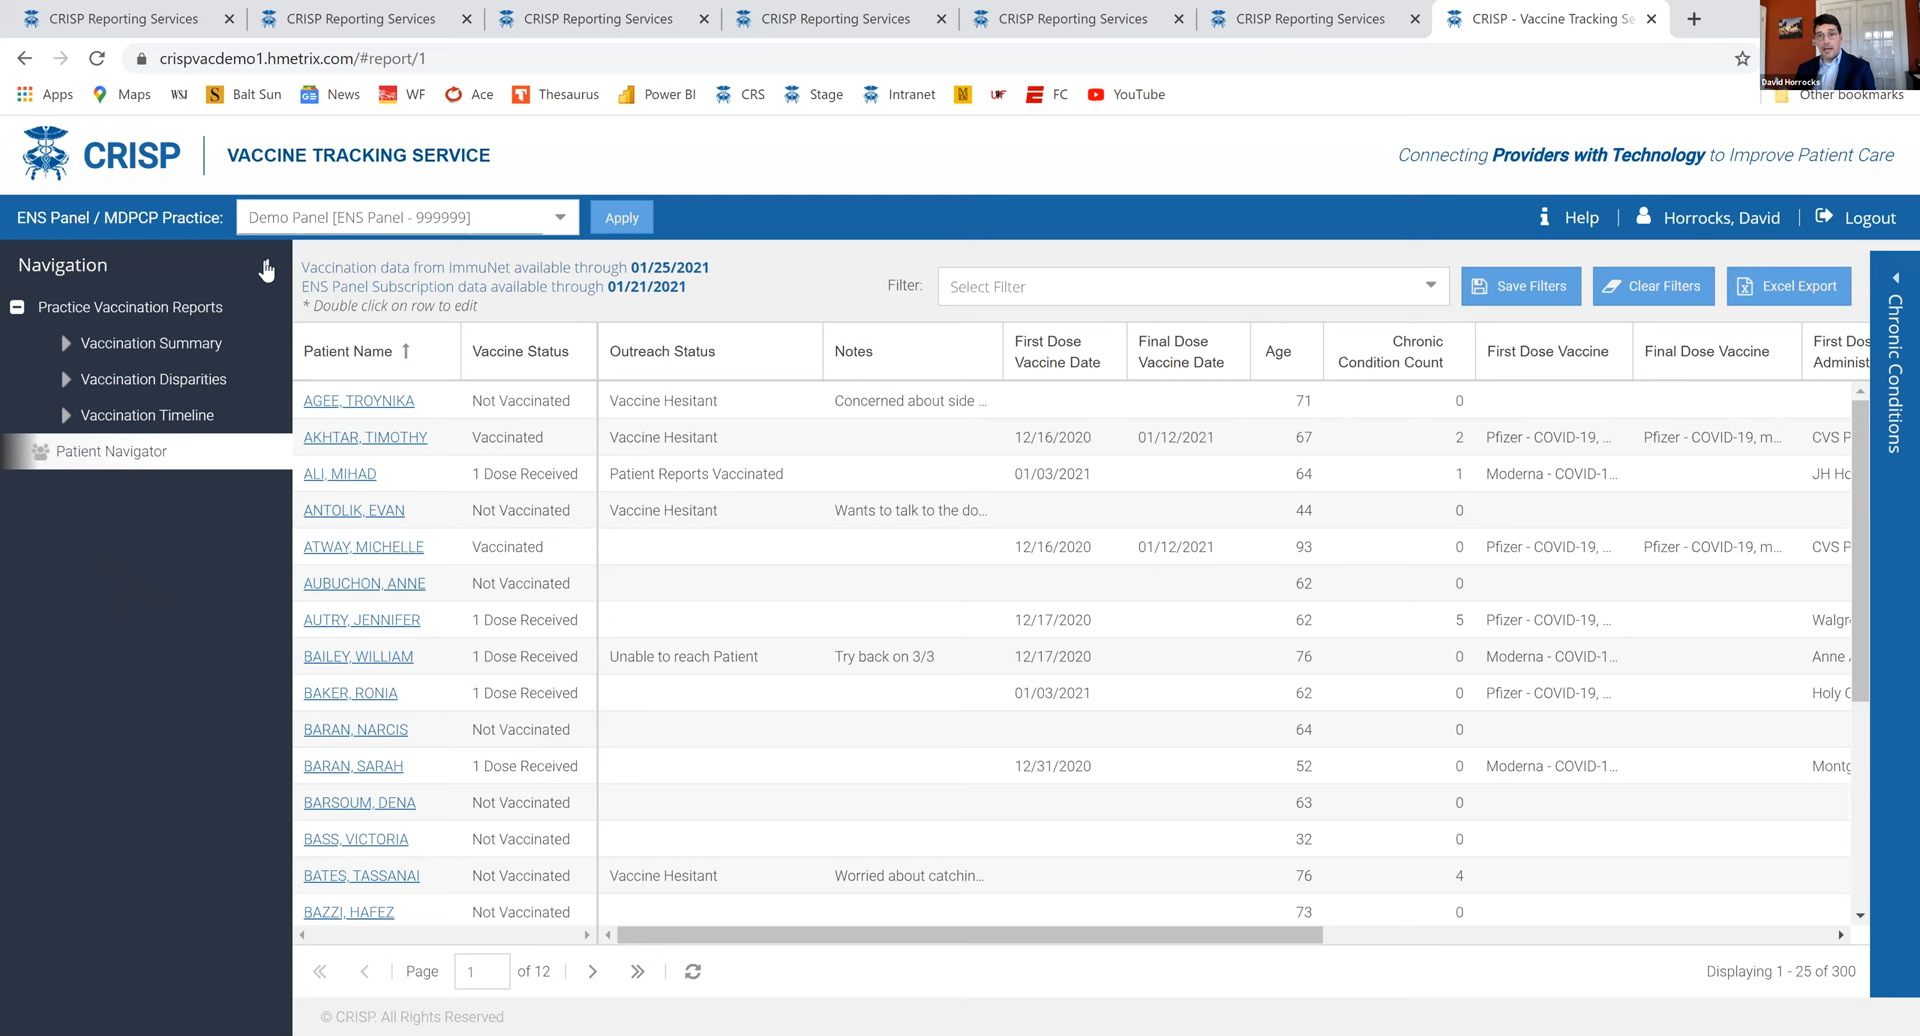 CRISP Reporting Services CRISP Reporting Services CRISP Reporting Services CRISP Reporting Services CRISP Reporting Services CRISP Reporting Services CRISP - Vaccine Tracking Se
crispvacdemo1.hmetrix.com/#report/1
David Horrocks
Apps Maps WSJ Balt Sun News WF Ace Thesaurus Power BI CRS Stage Intranet UF FC YouTube Other bookmarks
CRISP VACCINE TRACKING SERVICE Connecting Providers with Technology to Improve Patient Care
ENS Panel / MDPCP Practice: Demo Panel [ENS Panel - 999999] Apply Help Horrocks, David Logout
Navigation
Practice Vaccination Reports
Vaccination Summary
Vaccination Disparities
Vaccination Timeline
Patient Navigator
Vaccination data from ImmuNet available through 01/25/2021
ENS Panel Subscription data available through 01/21/2021
* Double click on row to edit
Filter: Select Filter Save Filters Clear Filters Excel Export
Chronic Conditions
Patient Name Vaccine Status Outreach Status Notes First Dose Vaccine Date Final Dose Vaccine Date Age Chronic Condition Count First Dose Vaccine Final Dose Vaccine First Dos Administ
AGEE, TROYNIKA Not Vaccinated Vaccine Hesitant Concerned about side ... 71 0
AKHTAR, TIMOTHY Vaccinated Vaccine Hesitant 12/16/2020 01/12/2021 67 2 Pfizer - COVID-19, ... Pfizer - COVID-19, m... CVS P
ALI, MIHAD 1 Dose Received Patient Reports Vaccinated 01/03/2021 64 1 Moderna - COVID-1... JH Ho
ANTOLIK, EVAN Not Vaccinated Vaccine Hesitant Wants to talk to the do... 44 0
ATWAY, MICHELLE Vaccinated 12/16/2020 01/12/2021 93 0 Pfizer - COVID-19, ... Pfizer - COVID-19, m... CVS P
AUBUCHON, ANNE Not Vaccinated 62 0
AUTRY, JENNIFER 1 Dose Received 12/17/2020 62 5 Pfizer - COVID-19, ... Walgr
BAILEY, WILLIAM 1 Dose Received Unable to reach Patient Try back on 3/3 12/17/2020 76 0 Moderna - COVID-1... Anne
BAKER, RONIA 1 Dose Received 01/03/2021 62 0 Pfizer - COVID-19, ... Holy C
BARAN, NARCIS Not Vaccinated 64 0
BARAN, SARAH 1 Dose Received 12/31/2020 52 0 Moderna - COVID-1... Montg
BARSOUM, DENA Not Vaccinated 63 0
BASS, VICTORIA Not Vaccinated 32 0
BATES, TASSANAI Not Vaccinated Vaccine Hesitant Worried about catchin... 76 4
BAZZI, HAFEZ Not Vaccinated 73 0
Page 1 of 12 Displaying 1 - 25 of 300
© CRISP. All Rights Reserved